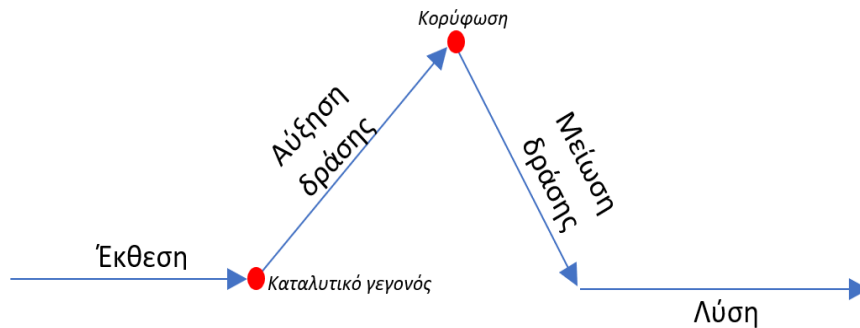 Κορύφωση
Αύξηση
δράσης
Μείωση
δράσης
Έκθεση
Καταλυτικό γεγονός
Λύση